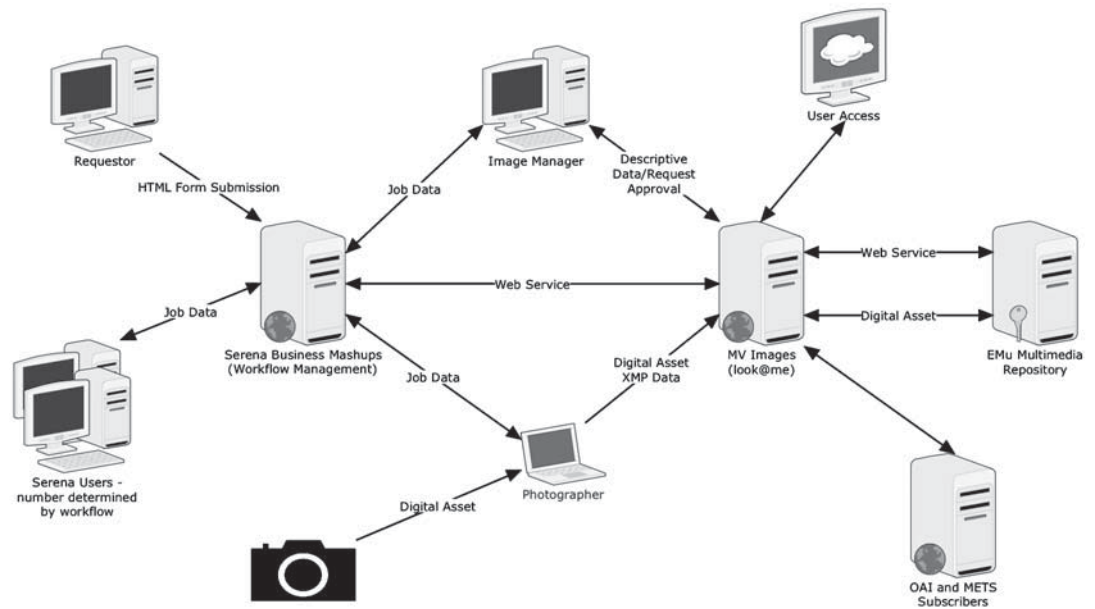 User Access
Requestor
Image Manager
HTML Form Submission
Job Data
Descriptive
Data/Request
Approval
Web Service
Web Service
Job Data
Digital Asset
Serena Business Mashups
(Workflow Management)
Job Data
Digital Asset
XMP Data
MV Images
(look@me)
EMu Multimedia
Repository
Serena Users -
number determined
by workflow
Photographer
Digital Asset
OAI and METS
Subscribers